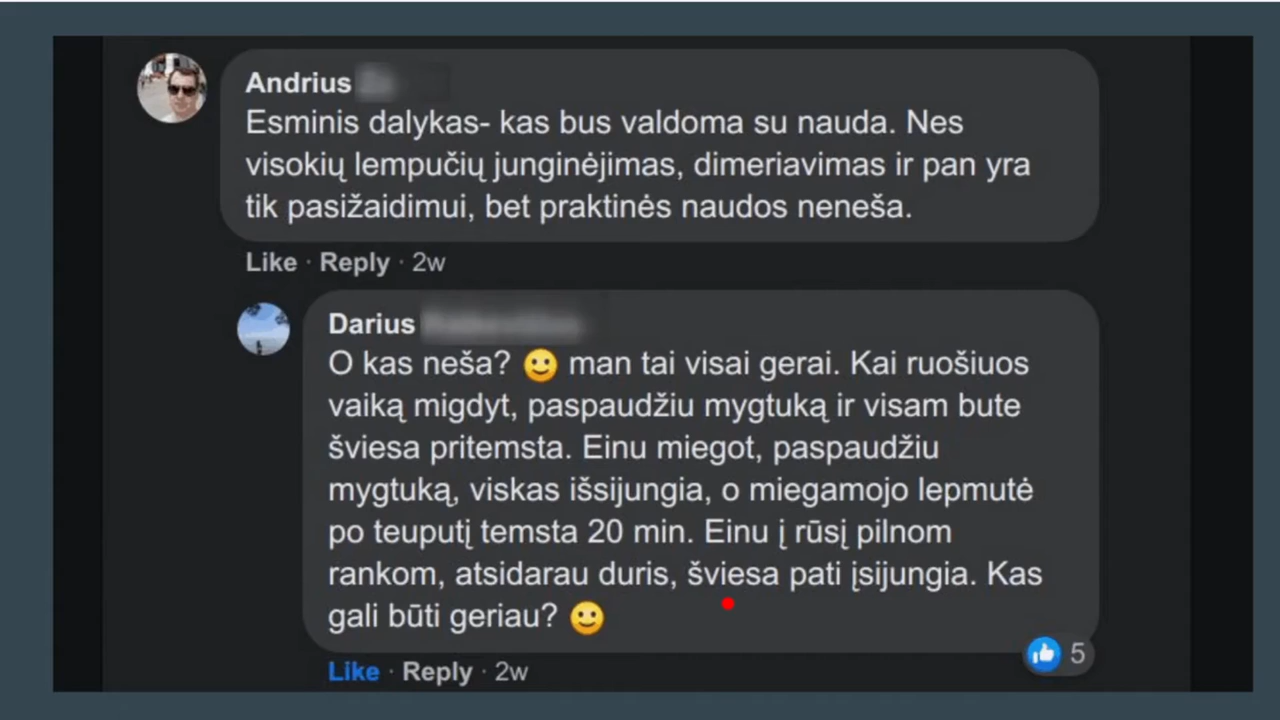 Andrius
Esminis dalykas- kas bus valdoma su nauda. Nes
visokių lempučių junginėjimas, dimeriavimas ir pan yra
tik pasižaidimui, bet praktinės naudos neneša.
Like · Reply · 2w
Darius
O kas neša? 🙂 man tai visai gerai. Kai ruošiuos
vaiką migdyt, paspaudžiu mygtuką ir visam bute
šviesa pritemsta. Einu miegot, paspaudžiu
mygtuką, viskas išsijungia, o miegamojo lepmutė
po teuputį temsta 20 min. Einu į rūsį pilnom
rankom, atsidarau duris, šviesa pati įsijungia. Kas
gali būti geriau? 🙂
5
Like · Reply · 2w